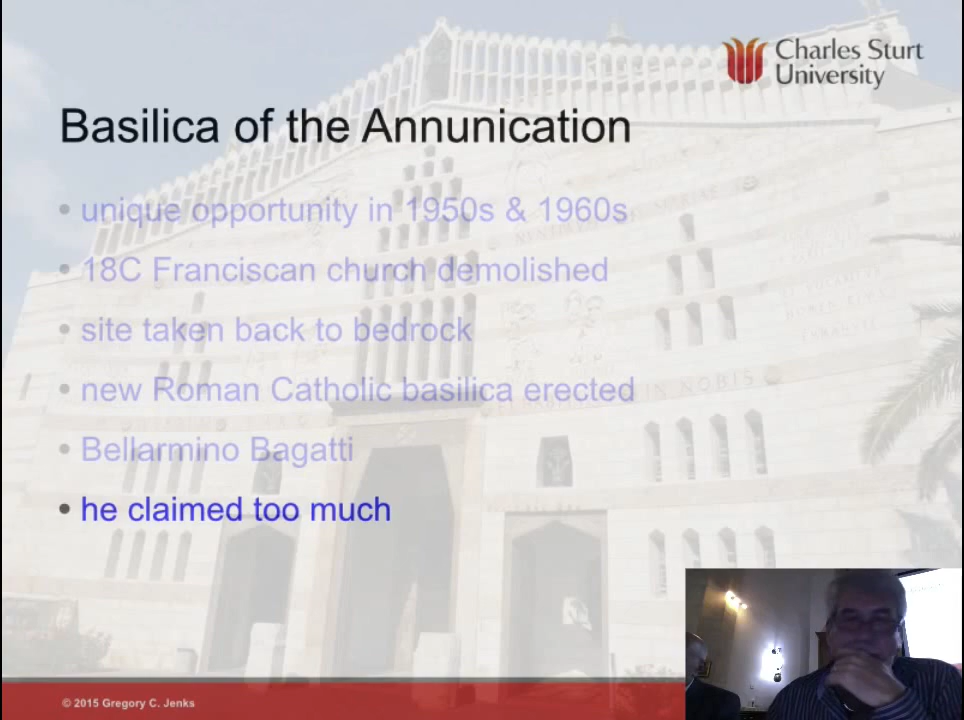 Charles Sturt
University
Basilica of the Annunication
• unique opportunity in 1950s & 1960s
• 18C Franciscan church demolished
• site taken back to bedrock
• new Roman Catholic basilica erected
• Bellarmino Bagatti
• he claimed too much
© 2015 Gregory C. Jenks